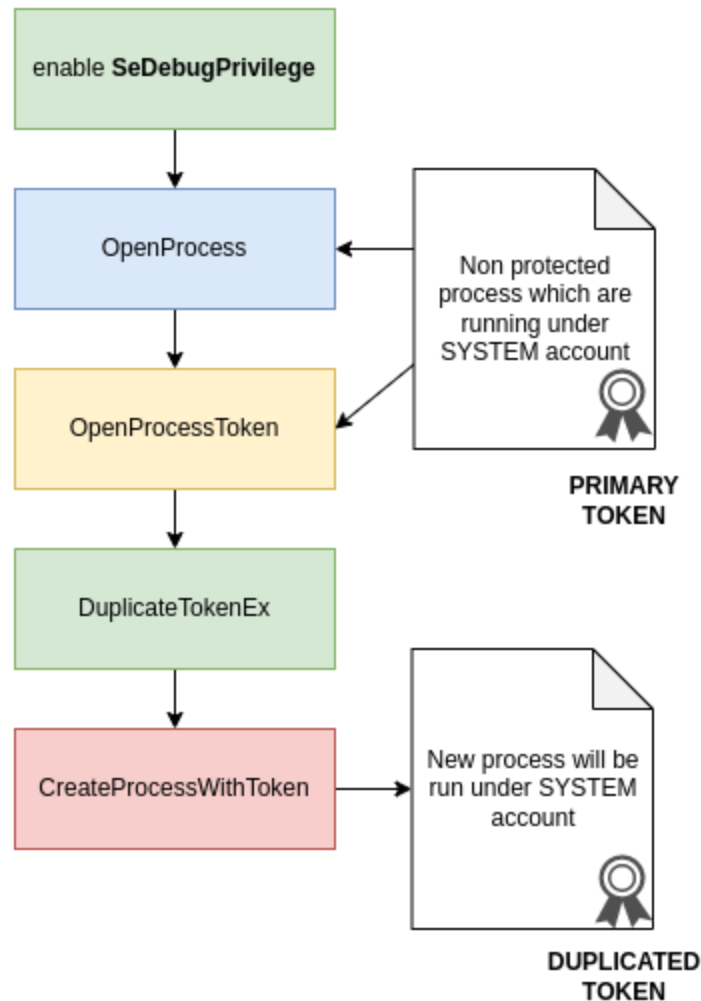 enable SeDebugPrivilege
OpenProcess
Non protected
process which are
running under
SYSTEM account
OpenProcessToken
PRIMARY
TOKEN
DuplicateTokenEx
CreateProcessWithToken
New process will be
run under SYSTEM
account
DUPLICATED
TOKEN